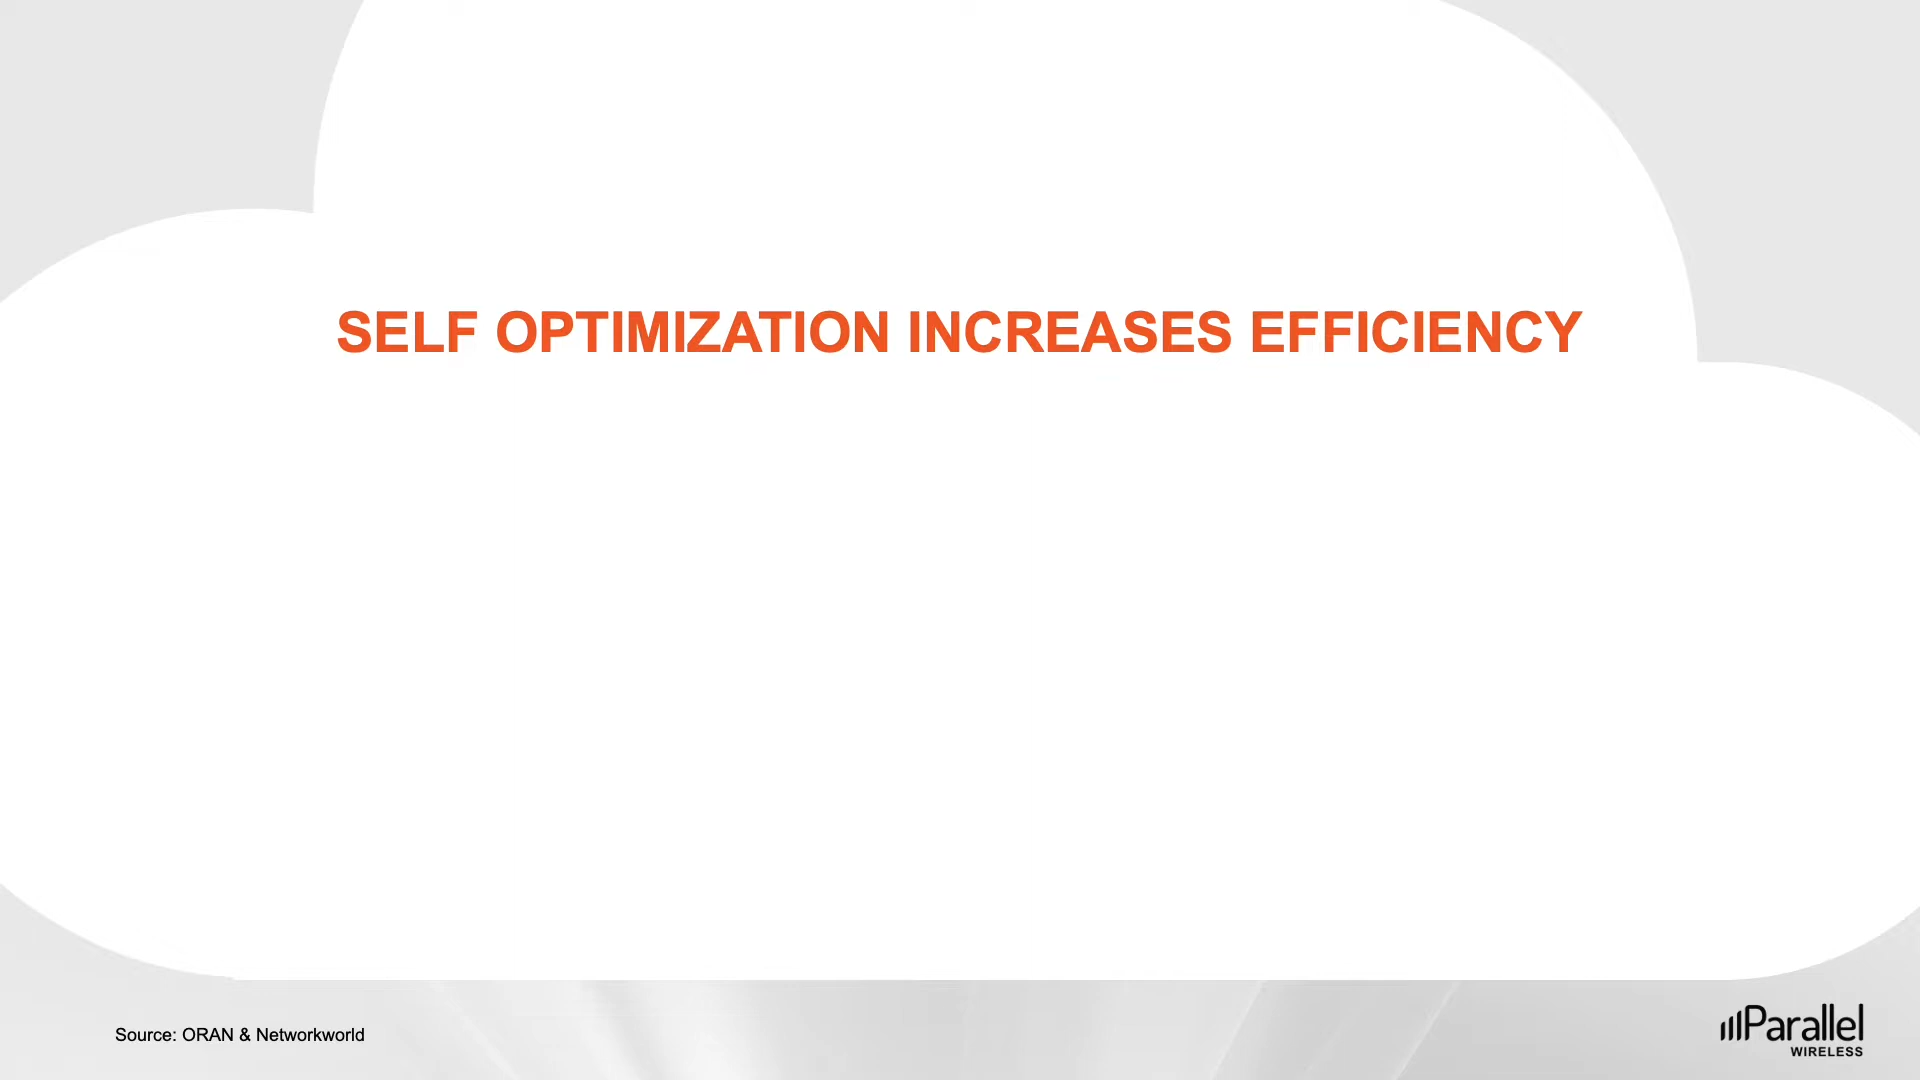 SELF OPTIMIZATION INCREASES EFFICIENCY
Source: ORAN & Networkworld
Parallel
WIRELESS